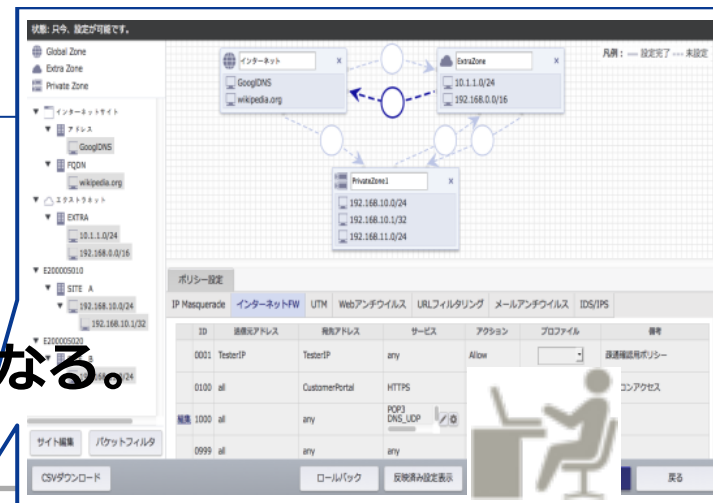 状態: 只今、設定が可能です。
Global Zone
Extra Zone
Private Zone
インターネットサイト
アドレス
GooglDNS
FQDN
wikipedia.org
エクストラネット
EXTRA
10.1.1.0/24
192.168.0.0/16
E200005010
SITE A
192.168.10.0/24
192.168.10.1/32
E200005020
なる。
サイト編集 パケットフィルタ
インターネット x
GooglDNS
wikipedia.org
ExtraZone x
10.1.1.0/24
192.168.0.0/16
凡例： 設定完了 未設定
PrivateZone1 x
192.168.10.0/24
192.168.10.1/32
192.168.11.0/24
ポリシー設定
IP Masquerade インターネットFW UTM Webアンチウイルス URLフィルタリング メールアンチウイルス IDS/IPS
ID 送信元アドレス 宛先アドレス サービス アクション プロファイル 備考
0001 TesterIP TesterIP any Allow 疎通確認用ポリシー
0100 all CustomerPortal HTTPS コンアクセス
編集 1000 all any POP3
DNS_UDP
0999 all any any
CSVダウンロード ロールバック 反映済み設定表示 戻る